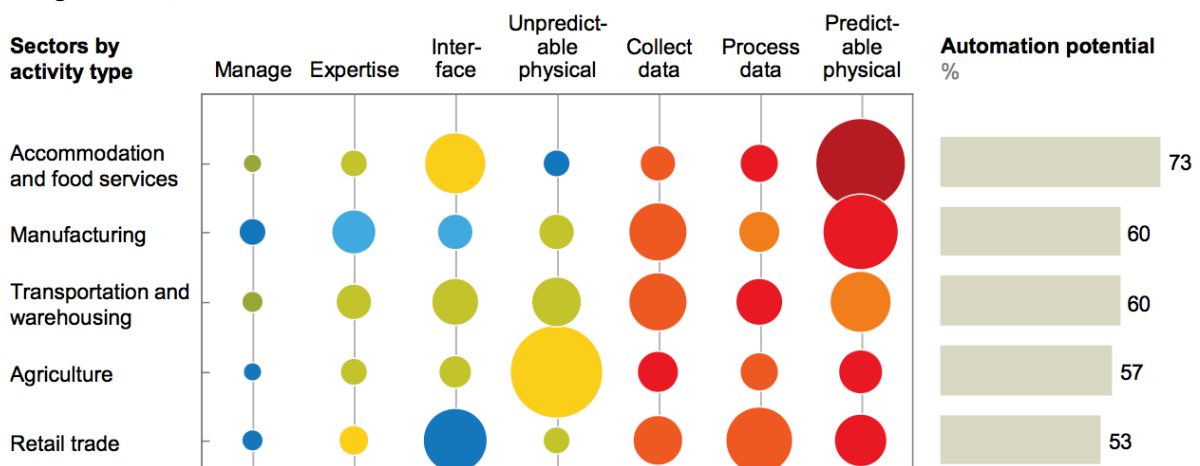 Sectors by
activity type
Manage
Expertise
Inter-
face
Unpredict-
able
physical
Collect
data
Process
data
Predict-
able
physical
Automation potential
%
Accommodation
and food services
73
Manufacturing
60
Transportation and
warehousing
60
Agriculture
57
Retail trade
53